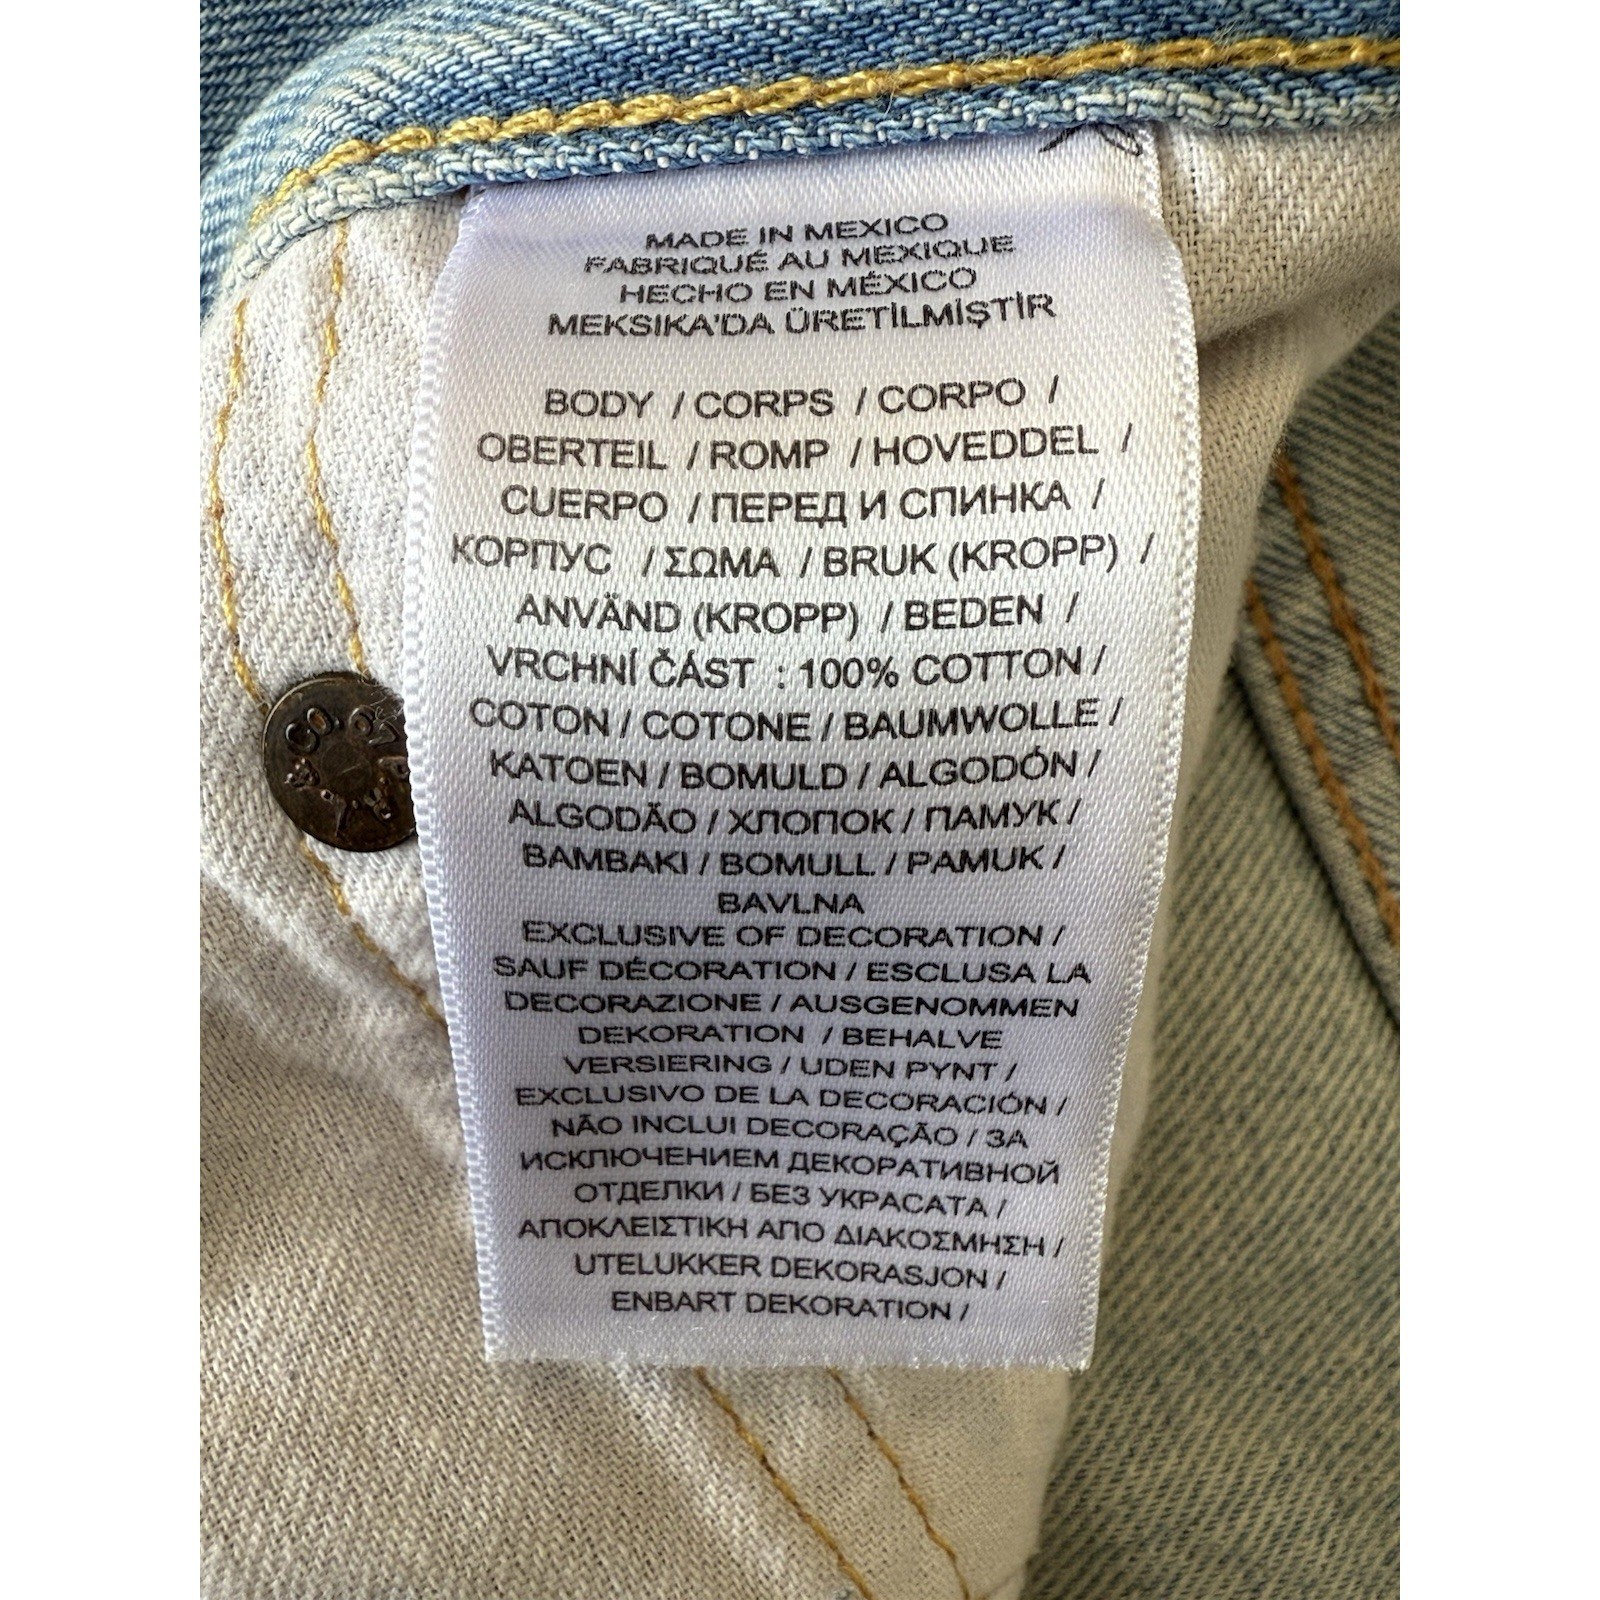 MADE IN MEXICO
FABRIQUÉ AU MEXIQUE
HECHO EN MÉXICO
MEKSIKA'DA ÜRETİLMİŞTİR
BODY / CORPS / CORPO /
OBERTEIL / ROMP / HOVEDDEL /
CUERPO / ПЕРЕД И СПИНКА /
КОРПУС / ΣΩΜΑ / BRUK (KROPP) /
ANVÄND (KROPP) / BEDEN /
VRCHNÍ ČÁST : 100% COTTON /
COTON / COTONE / BAUMWOLLE /
KATOEN / BOMULD / ALGODÓN /
ALGODÃO / ХЛОПОК / ПАМУК /
BAMBAKI / BOMULL / PAMUK /
BAVLNA
EXCLUSIVE OF DECORATION /
SAUF DÉCORATION / ESCLUSA LA
DECORAZIONE / AUSGENOMMEN
DEKORATION / BEHALVE
VERSIERING / UDEN PYNT /
EXCLUSIVO DE LA DECORACIÓN /
NÃO INCLUI DECORAÇÃO / ЗА
ИСКЛЮЧЕНИЕМ ДЕКОРАТИВНОЙ
ОТДЕЛКИ / БЕЗ УКРАСАТА /
ΑΠΟΚΛΕΙΣΤΙΚΗ ΑΠΟ ΔΙΑΚΟΣΜΗΣΗ /
UTELUKKER DEKORASJON /
ENBART DEKORATION /
CO.